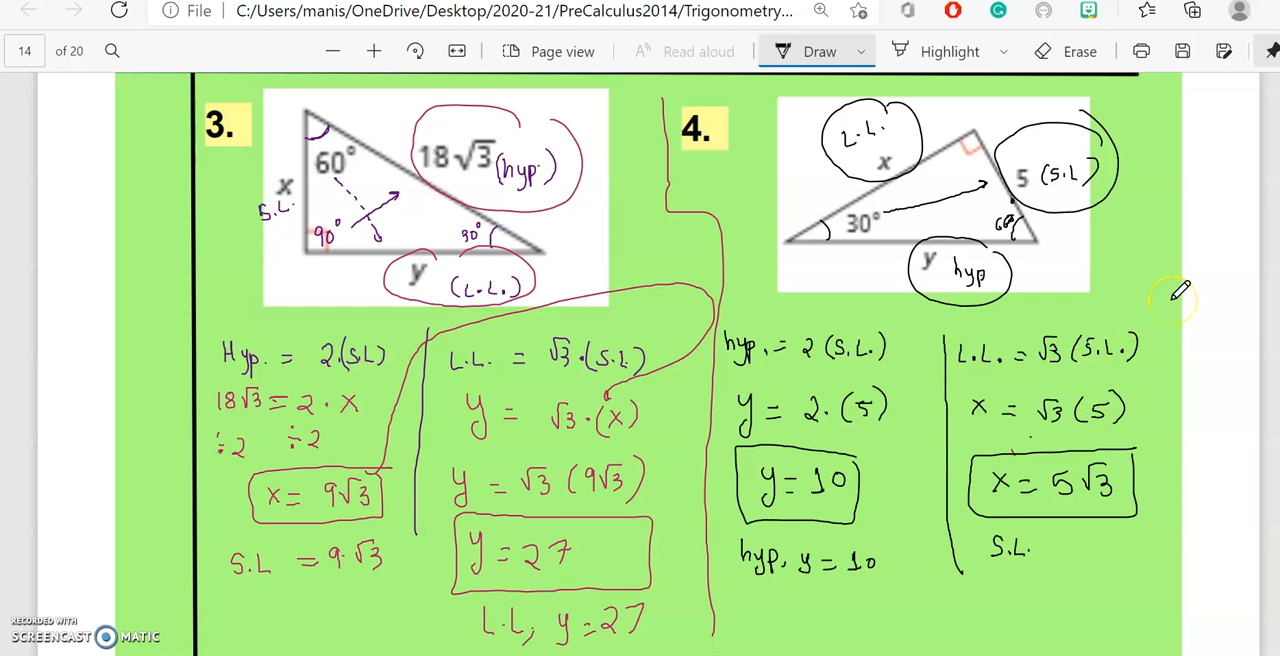 File C:/Users/manis/OneDrive/Desktop/2020-21/PreCalculus2014/Trigonometry...
14 of 20 Page view Read aloud Draw Highlight Erase
3.
60°
18√3 (hyp.)
x
S.L.
90°
30°
y (L.L.)
Hyp. = 2.(S.L)
18√3 = 2 . x
÷2 ÷2
x = 9√3
S.L = 9.√3
L.L. = √3.(S.L.)
y = √3.(x)
y = √3 (9√3)
y = 27
L.L, y = 27
4.
L.L.
x
5 (S.L)
30°
60°
y hyp
hyp. = 2 (S.L.)
y = 2. (5)
y = 10
hyp, y = 10
L.L. = √3 (S.L.)
x = √3 (5)
x = 5√3
S.L.
RECORDED WITH
SCREENCAST MATIC